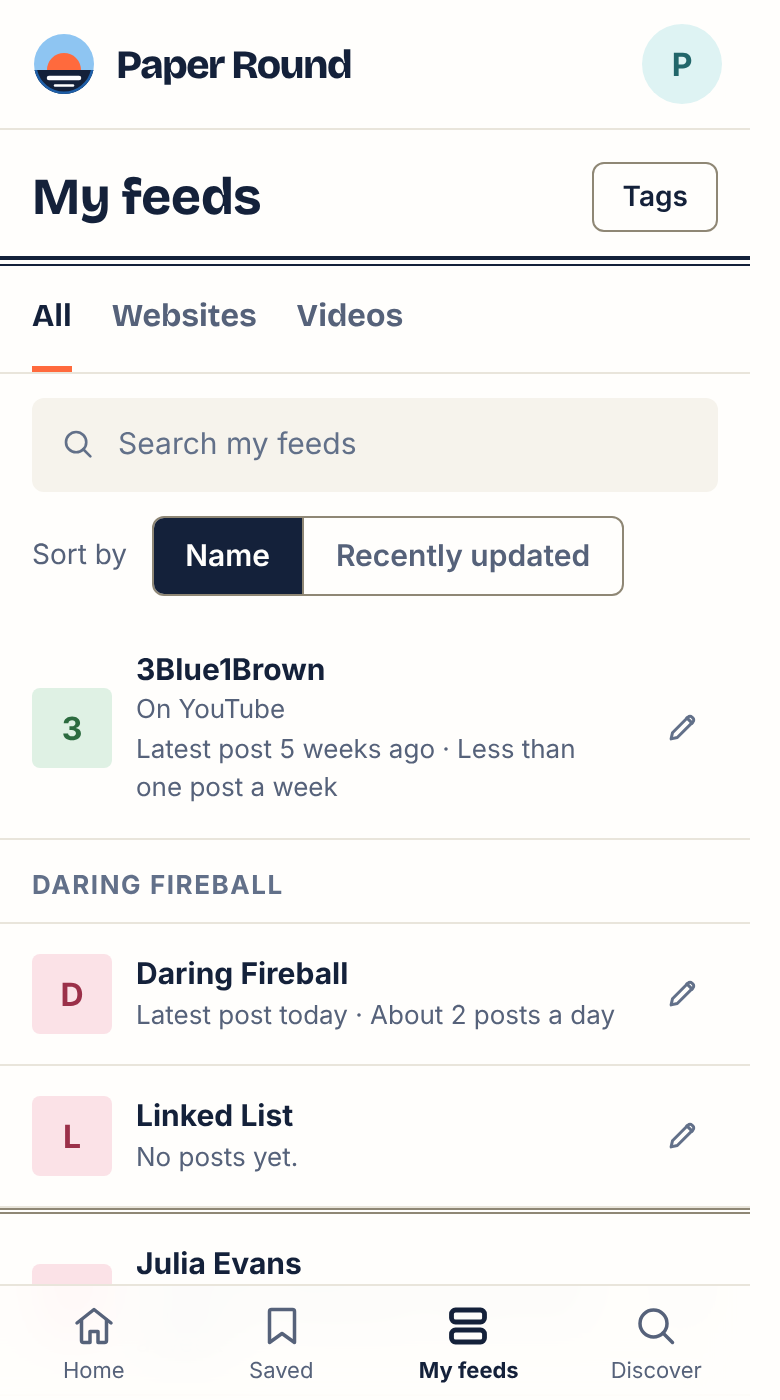 Paper Round
P
My feeds
Tags
All Websites Videos
Search my feeds
Sort by Name Recently updated
3
3Blue1Brown
On YouTube
Latest post 5 weeks ago · Less than
one post a week
DARING FIREBALL
D
Daring Fireball
Latest post today · About 2 posts a day
L
Linked List
No posts yet.
Julia Evans
Home Saved My feeds Discover